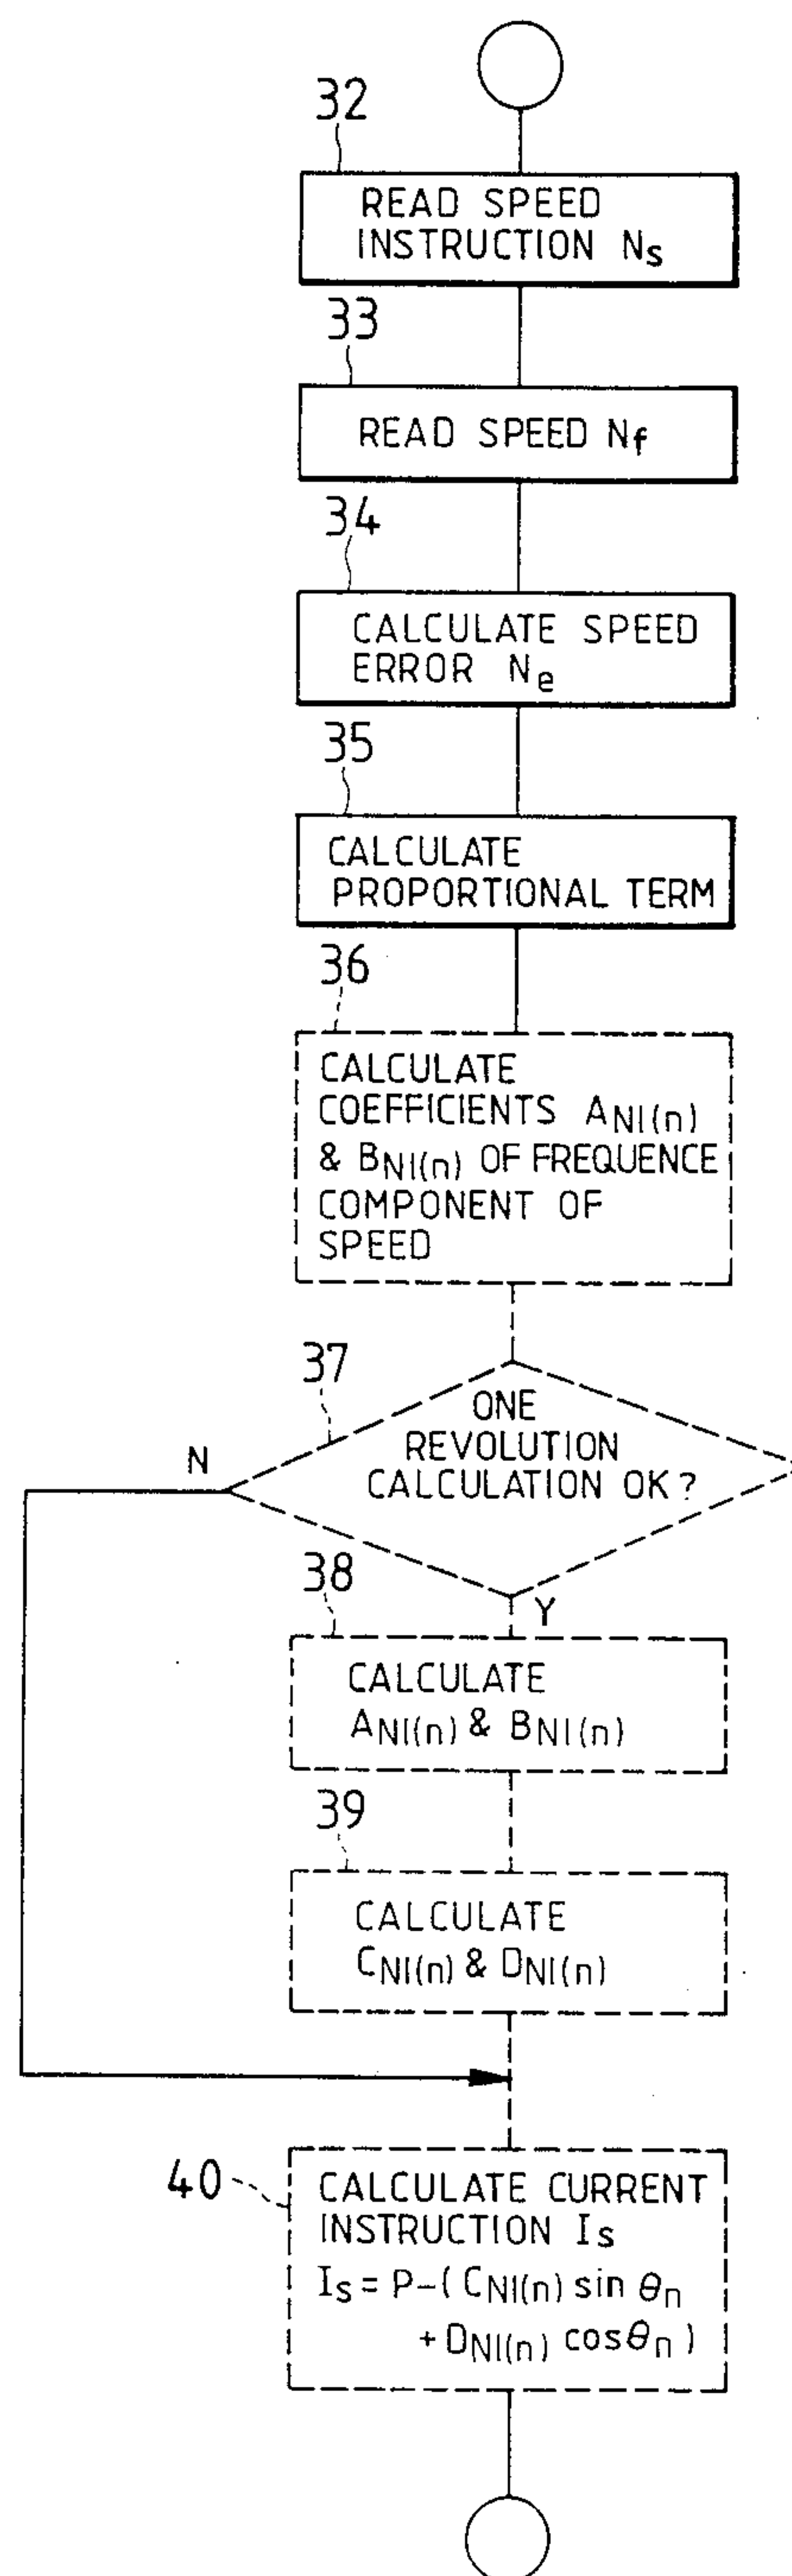 32
READ SPEED
INSTRUCTION Ns
33
READ SPEED Nf
34
CALCULATE SPEED
ERROR Ne
35
CALCULATE
PROPORTIONAL TERM
36
CALCULATE
COEFFICIENTS ANI(n)
& BNI(n) OF FREQUENCE
COMPONENT OF
SPEED
37
ONE
REVOLUTION
CALCULATION OK?
N
Y
38
CALCULATE
ANI(n) & BNI(n)
39
CALCULATE
CNI(n) & DNI(n)
40
CALCULATE CURRENT
INSTRUCTION Is
Is = P-( CNI(n) sin θn
+ DNI(n) cosθn )